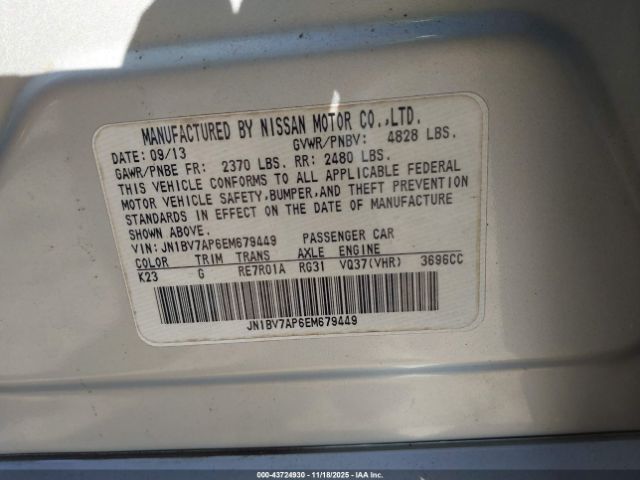 MANUFACTURED BY NISSAN MOTOR CO.,LTD.
DATE: 09/13 GVWR/PNBV: 4828 LBS.
GAWR/PNBE FR: 2370 LBS. RR: 2480 LBS.
THIS VEHICLE CONFORMS TO ALL APPLICABLE FEDERAL
MOTOR VEHICLE SAFETY,BUMPER,AND THEFT PREVENTION
STANDARDS IN EFFECT ON THE DATE OF MANUFACTURE
SHOWN ABOVE.
VIN: JN1BV7AP6EM679449 PASSENGER CAR
COLOR TRIM TRANS AXLE ENGINE
K23 G RE7R01A RG31 VQ37(VHR) 3696CC
JN1BV7AP6EM679449
000-43724930 - 11/18/2025 - IAA Inc.